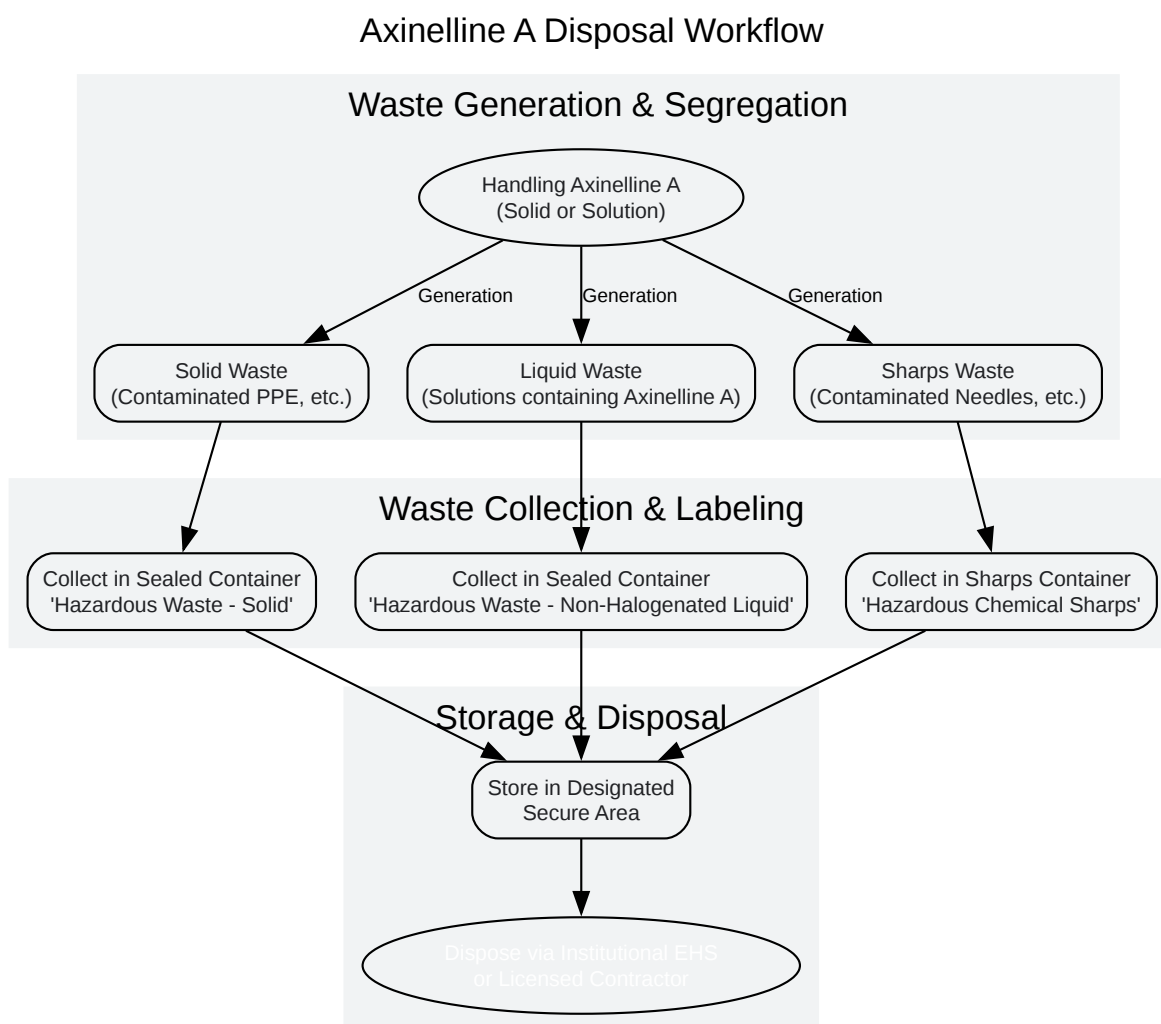 Axinelline A Disposal Workflow
Waste Generation & Segregation
Handling Axinelline A
(Solid or Solution)
Generation
Generation
Generation
Solid Waste
(Contaminated PPE, etc.)
Liquid Waste
(Solutions containing Axinelline A)
Sharps Waste
(Contaminated Needles, etc.)
Waste Collection & Labeling
Collect in Sealed Container
'Hazardous Waste - Solid'
Collect in Sealed Container
'Hazardous Waste - Non-Halogenated Liquid'
Collect in Sharps Container
'Hazardous Chemical Sharps'
Storage & Disposal
Store in Designated
Secure Area
Dispose via Institutional EHS
or Licensed Contractor